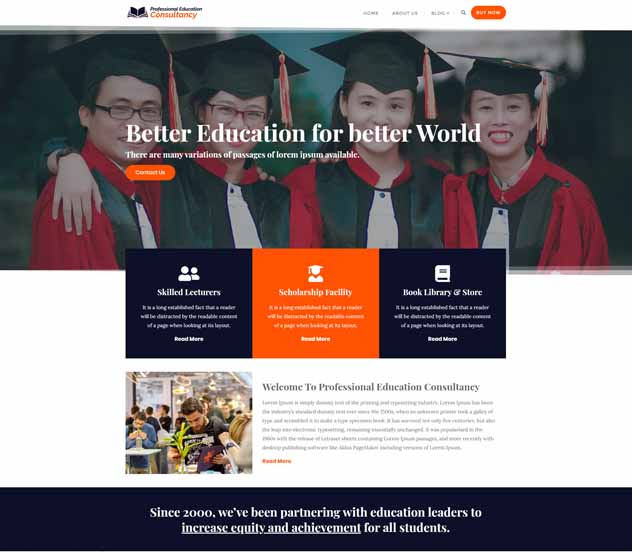 Professional Education
Consultancy
HOME
ABOUT US
BLOG
BUY NOW
Better Education for better World
There are many variations of passages of lorem ipsum available.
Contact Us
Skilled Lecturers
It is a long established fact that a reader
will be distracted by the readable content
of a page when looking at its layout.
Read More
Scholarship Facility
It is a long established fact that a reader
will be distracted by the readable content
of a page when looking at its layout.
Read More
Book Library & Store
It is a long established fact that a reader
will be distracted by the readable content
of a page when looking at its layout.
Read More
Welcome To Professional Education Consultancy
Lorem Ipsum is simply dummy text of the printing and typesetting industry. Lorem Ipsum has been
the industry's standard dummy text ever since the 1500s, when an unknown printer took a galley of
type and scrambled it to make a type specimen book. It has survived not only five centuries, but also
the leap into electronic typesetting, remaining essentially unchanged. It was popularised in the
1960s with the release of Letraset sheets containing Lorem Ipsum passages, and more recently with
desktop publishing software like Aldus PageMaker including versions of Lorem Ipsum.
Read More
Since 2000, we've been partnering with education leaders to
increase equity and achievement for all students.